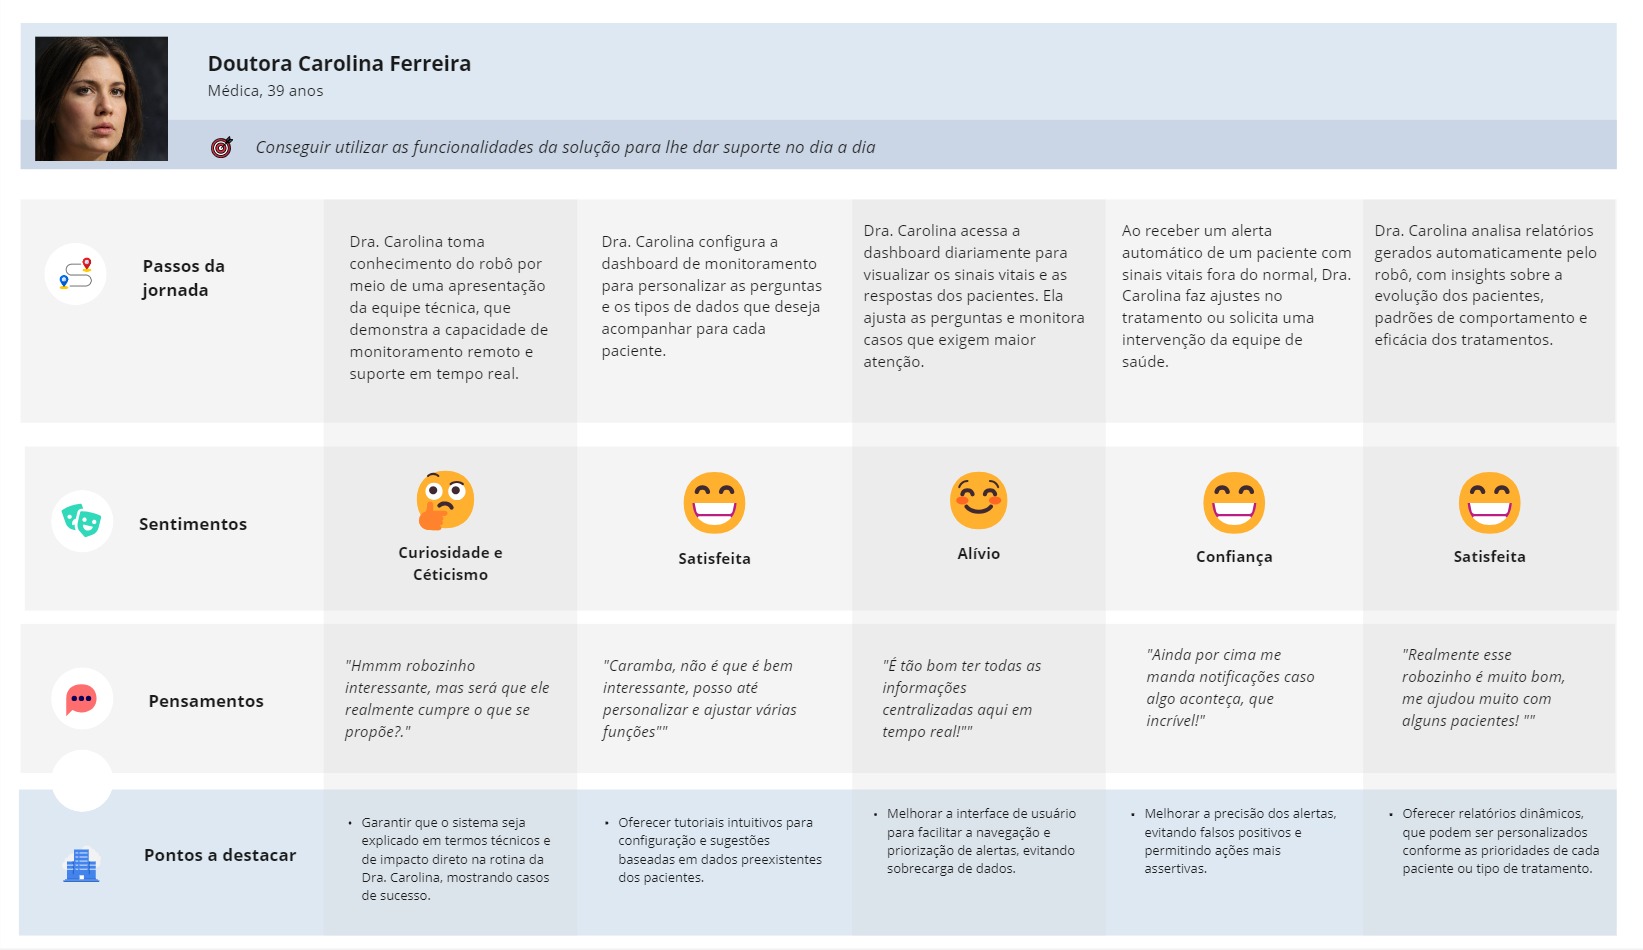 Doutora Carolina Ferreira
Médica, 39 anos
Conseguir utilizar as funcionalidades da solução para lhe dar suporte no dia a dia
Passos da
jornada
Dra. Carolina toma
conhecimento do robô por
meio de uma apresentação
da equipe técnica, que
demonstra a capacidade de
monitoramento remoto e
suporte em tempo real.
Dra. Carolina configura a
dashboard de monitoramento
para personalizar as perguntas
e os tipos de dados que deseja
acompanhar para cada
paciente.
Dra. Carolina acessa a
dashboard diariamente para
visualizar os sinais vitais e as
respostas dos pacientes. Ela
ajusta as perguntas e monitora
casos que exigem maior
atenção.
Ao receber um alerta
automático de um paciente com
sinais vitais fora do normal, Dra.
Carolina faz ajustes no
tratamento ou solicita uma
intervenção da equipe de
saúde.
Dra. Carolina analisa relatórios
gerados automaticamente pelo
robô, com insights sobre a
evolução dos pacientes,
padrões de comportamento e
eficácia dos tratamentos.
Sentimentos
Curiosidade e
Céticismo
Satisfeita
Alívio
Confiança
Satisfeita
Pensamentos
"Hmmm robozinho
interessante, mas será que ele
realmente cumpre o que se
propõe?."
"Caramba, não é que é bem
interessante, posso até
personalizar e ajustar várias
funções""
"É tão bom ter todas as
informações
centralizadas aqui em
tempo real!""
"Ainda por cima me
manda notificações caso
algo aconteça, que
incrível!"
"Realmente esse
robozinho é muito bom,
me ajudou muito com
alguns pacientes! ""
Pontos a destacar
• Garantir que o sistema seja
explicado em termos técnicos e
de impacto direto na rotina da
Dra. Carolina, mostrando casos
de sucesso.
• Oferecer tutoriais intuitivos para
configuração e sugestões
baseadas em dados preexistentes
dos pacientes.
• Melhorar a interface de usuário
para facilitar a navegação e
priorização de alertas, evitando
sobrecarga de dados.
• Melhorar a precisão dos alertas,
evitando falsos positivos e
permitindo ações mais
assertivas.
• Oferecer relatórios dinâmicos,
que podem ser personalizados
conforme as prioridades de cada
paciente ou tipo de tratamento.